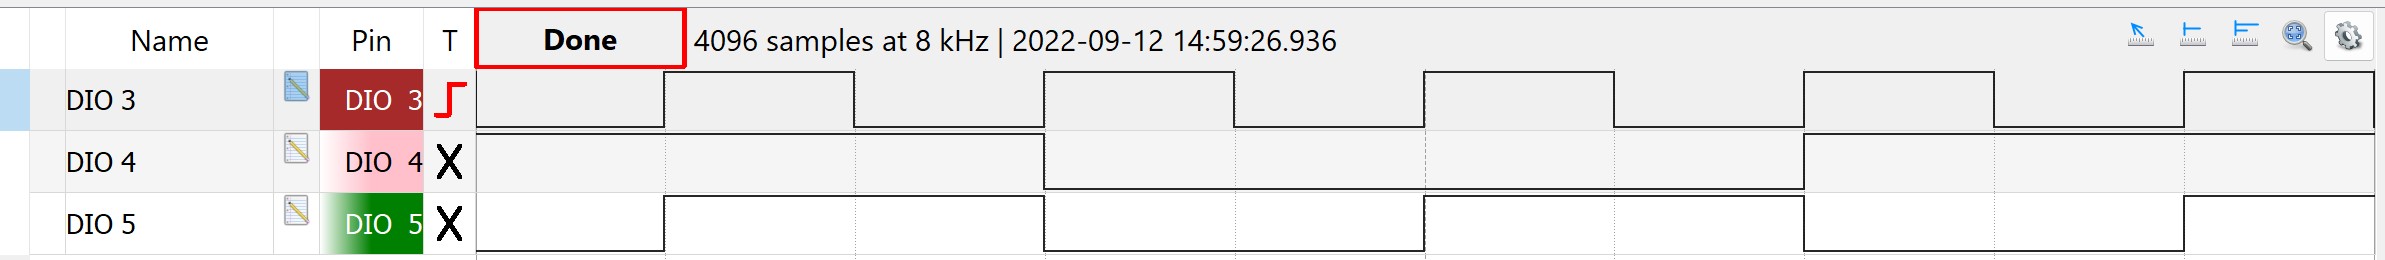 Name Pin T Done 4096 samples at 8 kHz | 2022-09-12 14:59:26.936
DIO 3 DIO 3
DIO 4 DIO 4 X
DIO 5 DIO 5 X